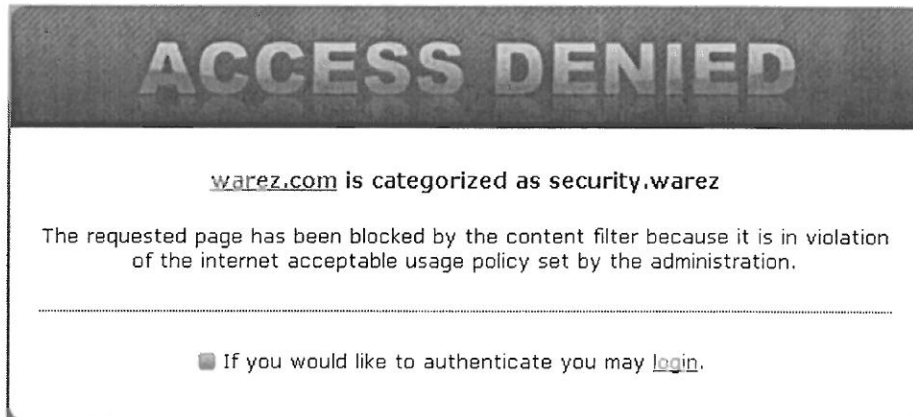 ACCESS DENIED
warez.com is categorized as security.warez
The requested page has been blocked by the content filter because it is in violation
of the internet acceptable usage policy set by the administration.
If you would like to authenticate you may login.